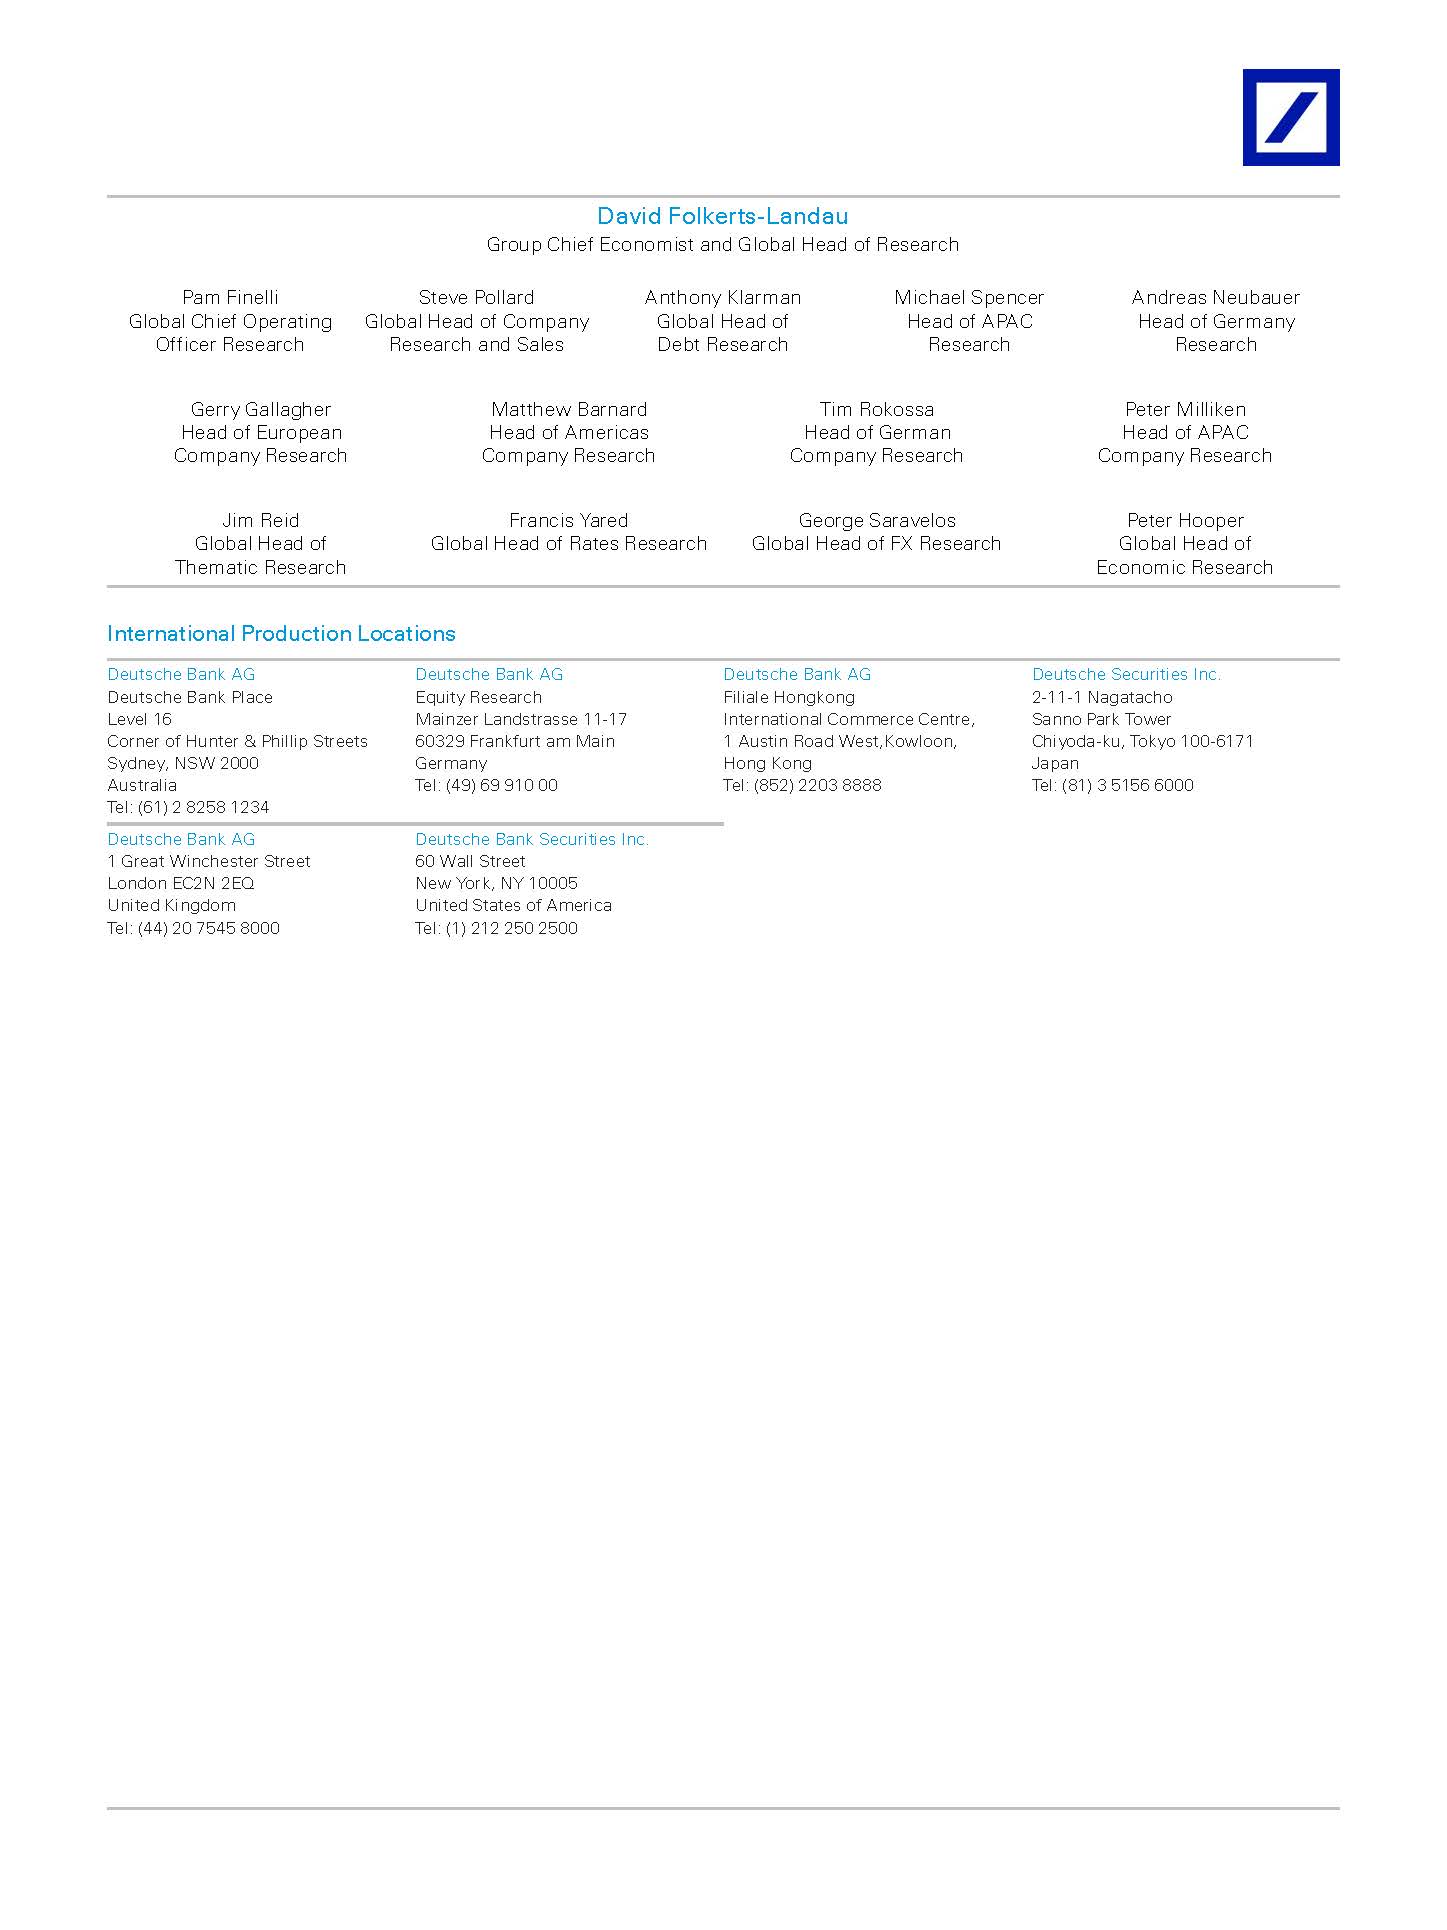 David Folkerts-Landau
Group Chief Economist and Global Head of Research
Pam Finelli
Global Chief Operating
Officer Research
Steve Pollard
Global Head of Company
Research and Sales
Anthony Klarman
Global Head of
Debt Research
Michael Spencer
Head of APAC
Research
Andreas Neubauer
Head of Germany
Research
Gerry Gallagher
Head of European
Company Research
Matthew Barnard
Head of Americas
Company Research
Tim Rokossa
Head of German
Company Research
Peter Milliken
Head of APAC
Company Research
Jim Reid
Global Head of
Thematic Research
Francis Yared
Global Head of Rates Research
George Saravelos
Global Head of FX Research
Peter Hooper
Global Head of
Economic Research
International Production Locations
Deutsche Bank AG
Deutsche Bank Place
Level 16
Corner of Hunter & Phillip Streets
Sydney, NSW 2000
Australia
Tel: (61) 2 8258 1234
Deutsche Bank AG
Equity Research
Mainzer Landstrasse 11-17
60329 Frankfurt am Main
Germany
Tel: (49) 69 910 00
Deutsche Bank AG
Filiale Hongkong
International Commerce Centre,
1 Austin Road West,Kowloon,
Hong Kong
Tel: (852) 2203 8888
Deutsche Securities Inc.
2-11-1 Nagatacho
Sanno Park Tower
Chiyoda-ku, Tokyo 100-6171
Japan
Tel: (81) 3 5156 6000
Deutsche Bank AG
1 Great Winchester Street
London EC2N 2EQ
United Kingdom
Tel: (44) 20 7545 8000
Deutsche Bank Securities Inc.
60 Wall Street
New York, NY 10005
United States of America
Tel: (1) 212 250 2500